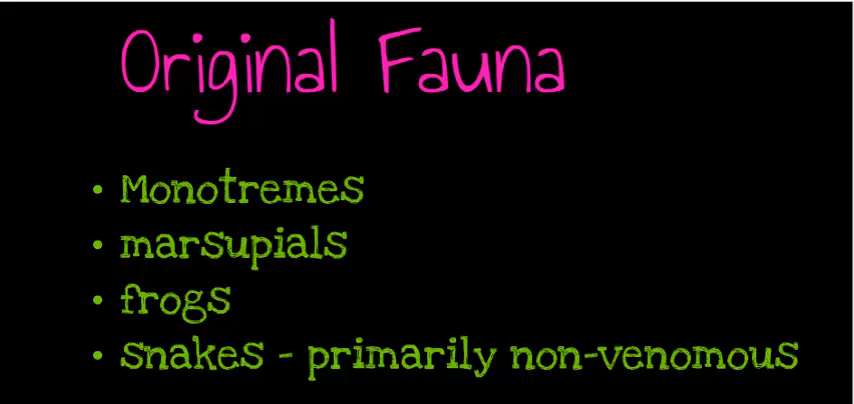 Original Fauna
• Monotremes
• marsupials
• frogs
• snakes - primarily non-venomous